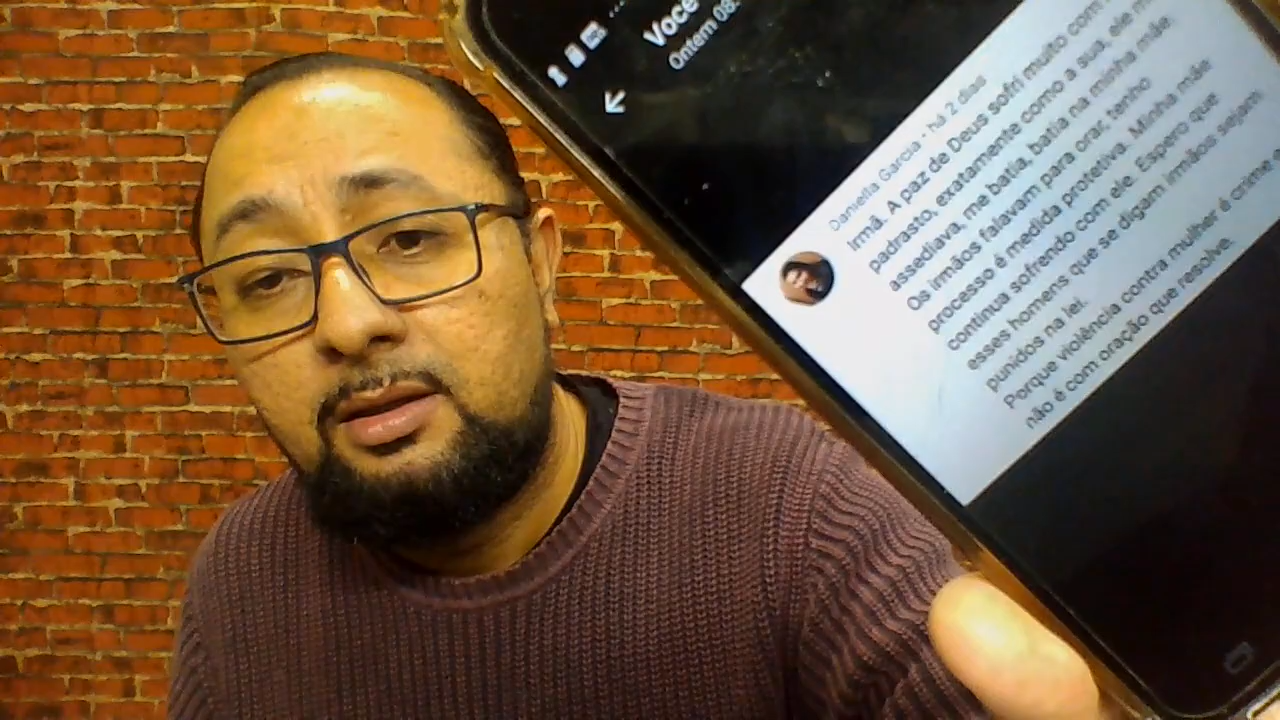 Você
Ontem 08:
Daniella Garcia · há 2 dias
Irmã. A paz de Deus sofri muito com
padrasto, exatamente como a sua, ele
assediava, me batia, batia na minha mãe.
Os irmãos falavam para orar, tenho
processo é medida protetiva. Minha mãe
continua sofrendo com ele. Espero que
esses homens que se digam irmãos sejam
punidos na lei.
Porque violência contra mulher é crime
não é com oração que resolve.